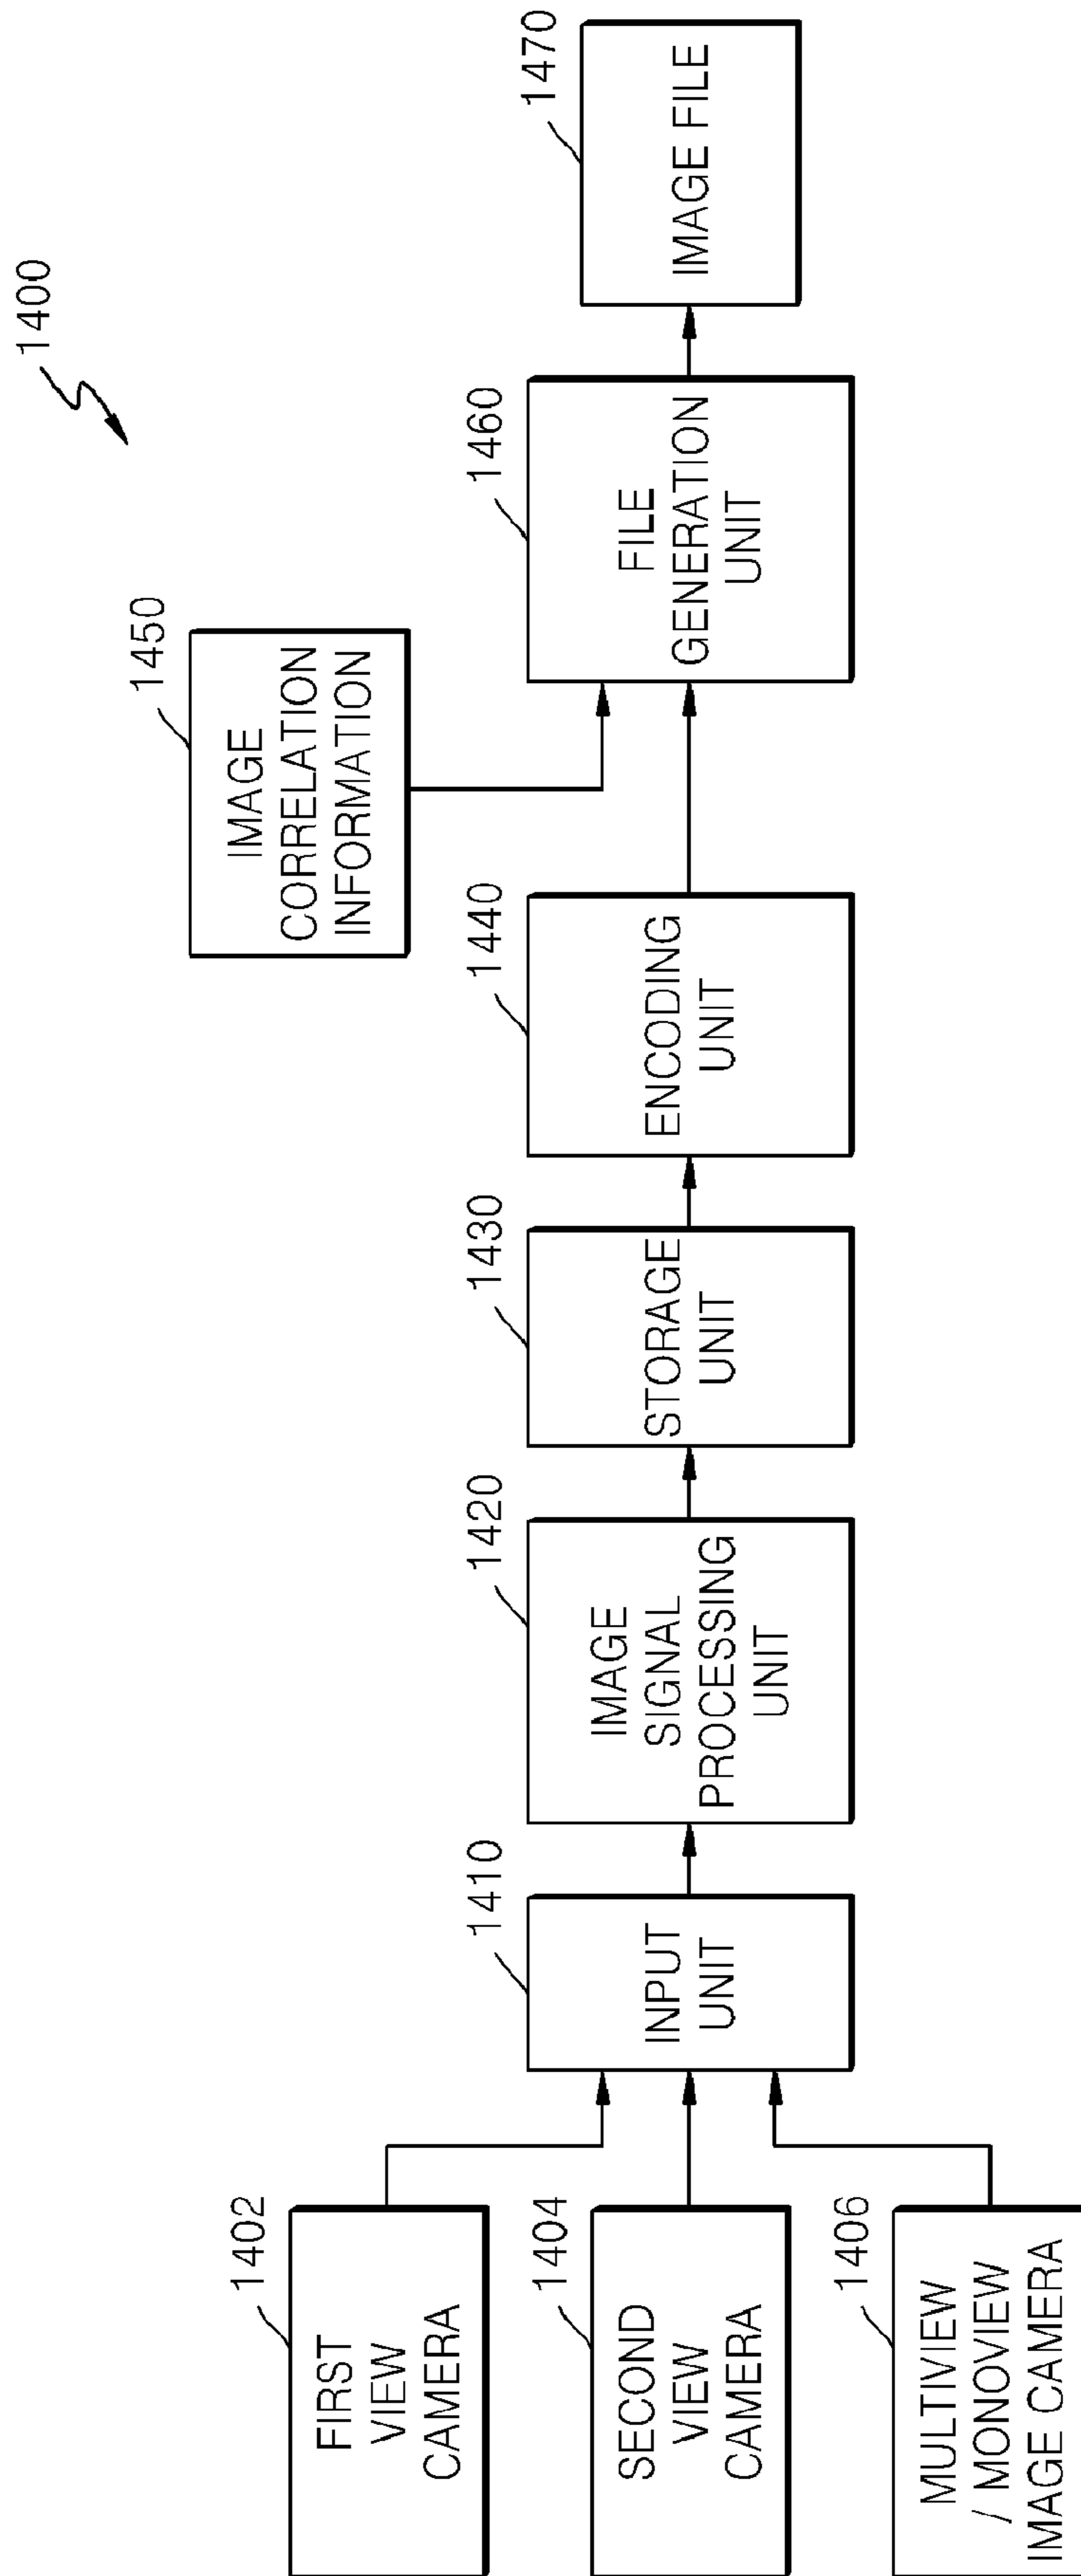 1400
1402
FIRST
VIEW
CAMERA
1404
SECOND
VIEW
CAMERA
1406
MULTIVIEW
/ MONOVIEW
IMAGE CAMERA
1410
INPUT
UNIT
1420
IMAGE
SIGNAL
PROCESSING
UNIT
1430
STORAGE
UNIT
1440
ENCODING
UNIT
1450
IMAGE
CORRELATION
INFORMATION
1460
FILE
GENERATION
UNIT
1470
IMAGE FILE